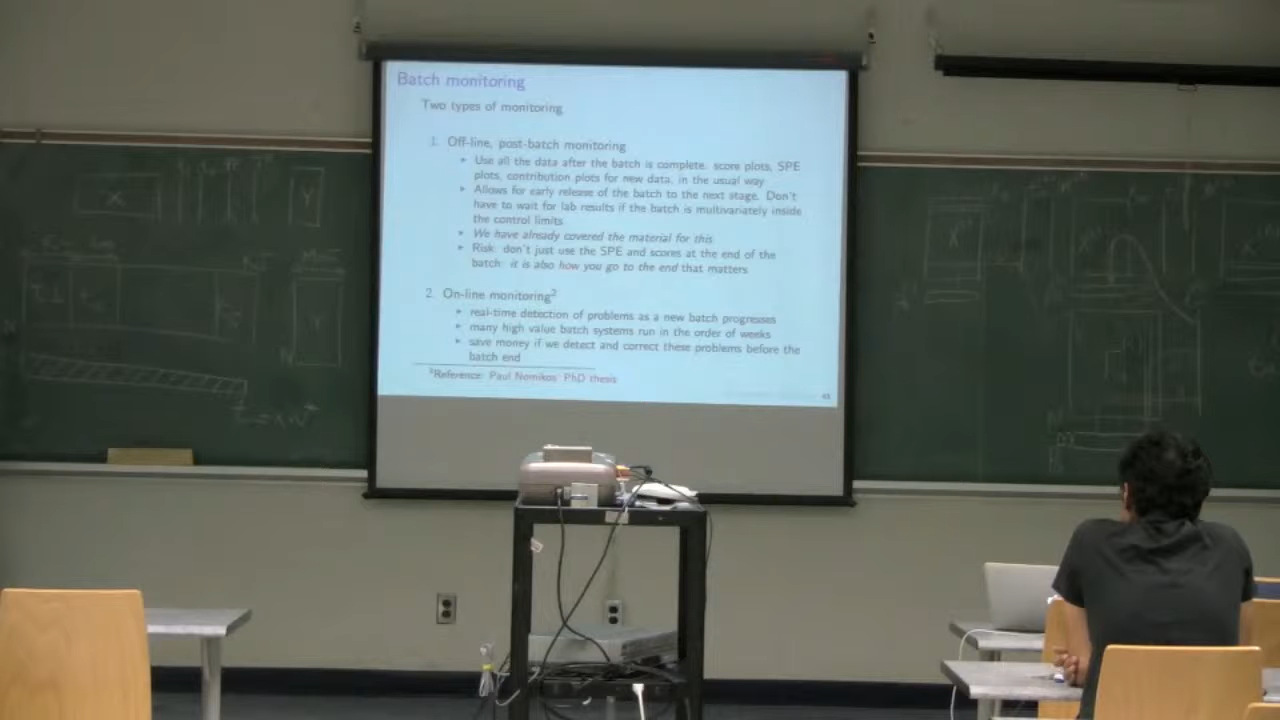 Batch monitoring
Two types of monitoring
1. Off-line, post-batch monitoring
Use all the data after the batch is complete: score plots, SPE
plots, contribution plots for new data, in the usual way
Allows for early release of the batch to the next stage. Don't
have to wait for lab results if the batch is multivariately inside
the control limits
We have already covered the material for this
Risk: don't just use the SPE and scores at the end of the
batch: it is also how you go to the end that matters
2. On-line monitoring²
real-time detection of problems as a new batch progresses
many high value batch systems run in the order of weeks
save money if we detect and correct these problems before the
batch end
²Reference: Paul Nomikos PhD thesis
X
Y
Y
X